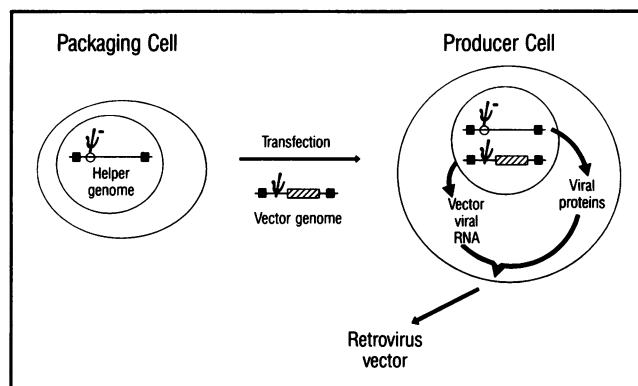 Packaging Cell
Producer Cell
Ψ-
Helper
genome
Transfection
Vector genome
Ψ-
Ψ
Vector
viral
RNA
Viral
proteins
Retrovirus
vector